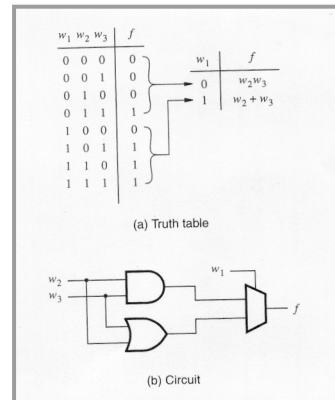 w1 w2 w3 f
0 0 0 0
0 0 1 0
0 1 0 0
0 1 1 1
1 0 0 0
1 0 1 1
1 1 0 1
1 1 1 1
w1 f
0 w2w3
1 w2 + w3
(a) Truth table
w1
w2
w3
f
(b) Circuit